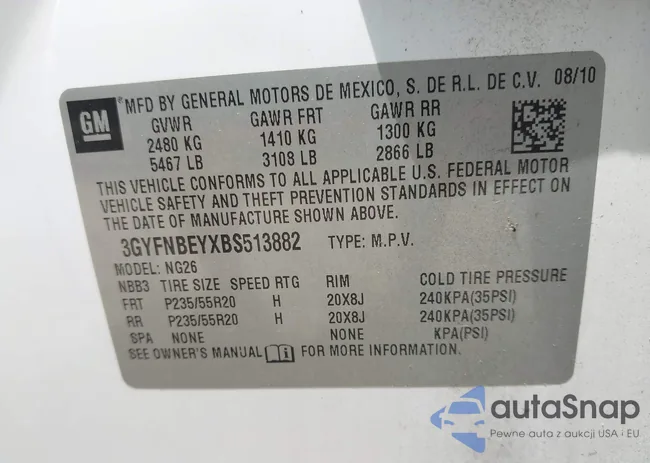 GM
MFD BY GENERAL MOTORS DE MEXICO, S. DE R.L. DE C.V. 08/10
GVWR GAWR FRT GAWR RR
2480 KG 1410 KG 1300 KG
5467 LB 3108 LB 2866 LB
THIS VEHICLE CONFORMS TO ALL APPLICABLE U.S. FEDERAL MOTOR
VEHICLE SAFETY AND THEFT PREVENTION STANDARDS IN EFFECT ON
THE DATE OF MANUFACTURE SHOWN ABOVE.
3GYFNBEYXBS513882 TYPE: M.P.V.
MODEL: NG26
NBB3 TIRE SIZE SPEED RTG RIM COLD TIRE PRESSURE
FRT P235/55R20 H 20X8J 240KPA(35PSI)
RR P235/55R20 H 20X8J 240KPA(35PSI)
SPA NONE NONE KPA(PSI)
SEE OWNER'S MANUAL i FOR MORE INFORMATION.
autaSnap
Pewne auta z aukcji USA i EU